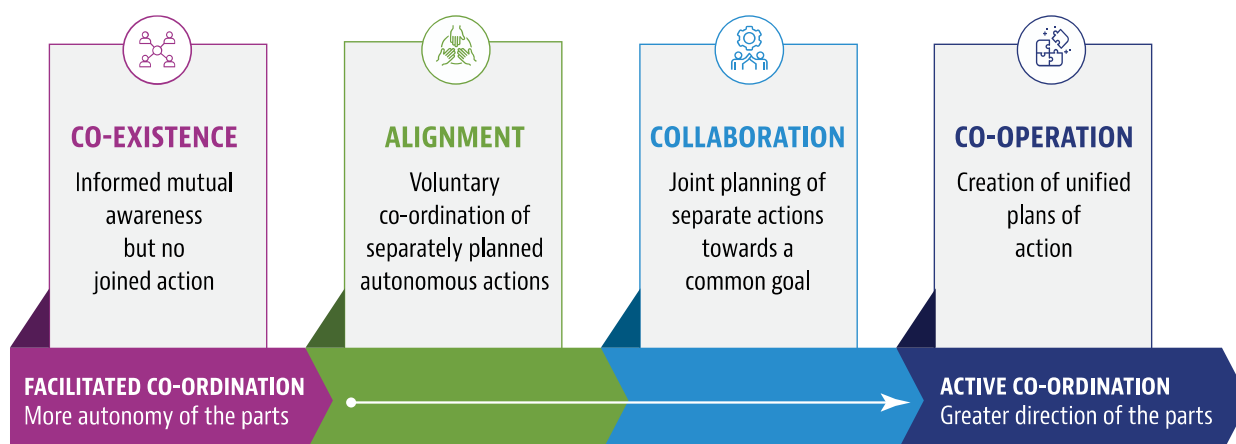 CO-EXISTENCE
Informed mutual
awareness
but no
joined action
ALIGNMENT
Voluntary
co-ordination of
separately planned
autonomous actions
COLLABORATION
Joint planning of
separate actions
towards a
common goal
CO-OPERATION
Creation of unified
plans of
action
FACILITATED CO-ORDINATION
More autonomy of the parts
ACTIVE CO-ORDINATION
Greater direction of the parts